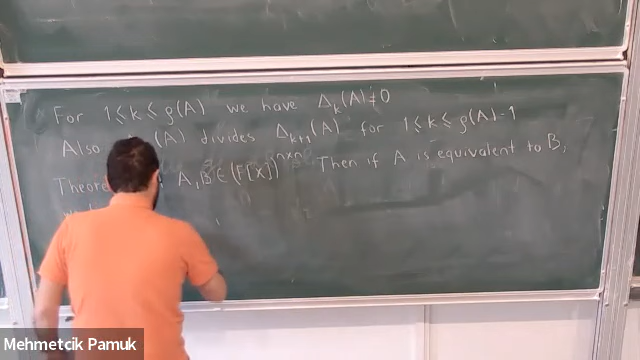 For 1 ≤ k ≤ ρ(A) we have Δₖ(A) ≠ 0
Also (A) divides Δₖ₊₁(A) for 1 ≤ k ≤ ρ(A)-1
A, B ∈ (F[x])ⁿˣⁿ. Then if A is equivalent to B,
Mehmetcik Pamuk